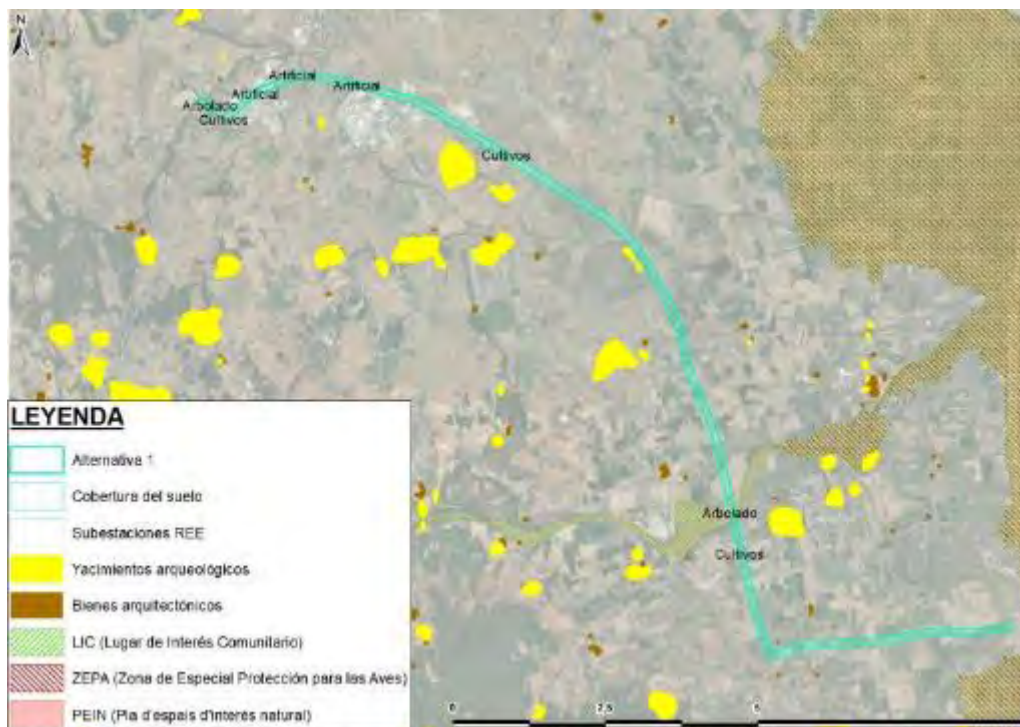 N
Artificial
Artificial
Artificial
Arbolado
Cultivos
Cultivos
Arbolado
Cultivos
LEYENDA
Alternativa 1
Cobertura del suelo
Subestaciones REE
Yacimientos arqueológicos
Bienes arquitectónicos
LIC (Lugar de Interés Comunitario)
ZEPA (Zona de Especial Protección para las Aves)
PEIN (Pla d'espais d'interés natural)
0 2,5 5